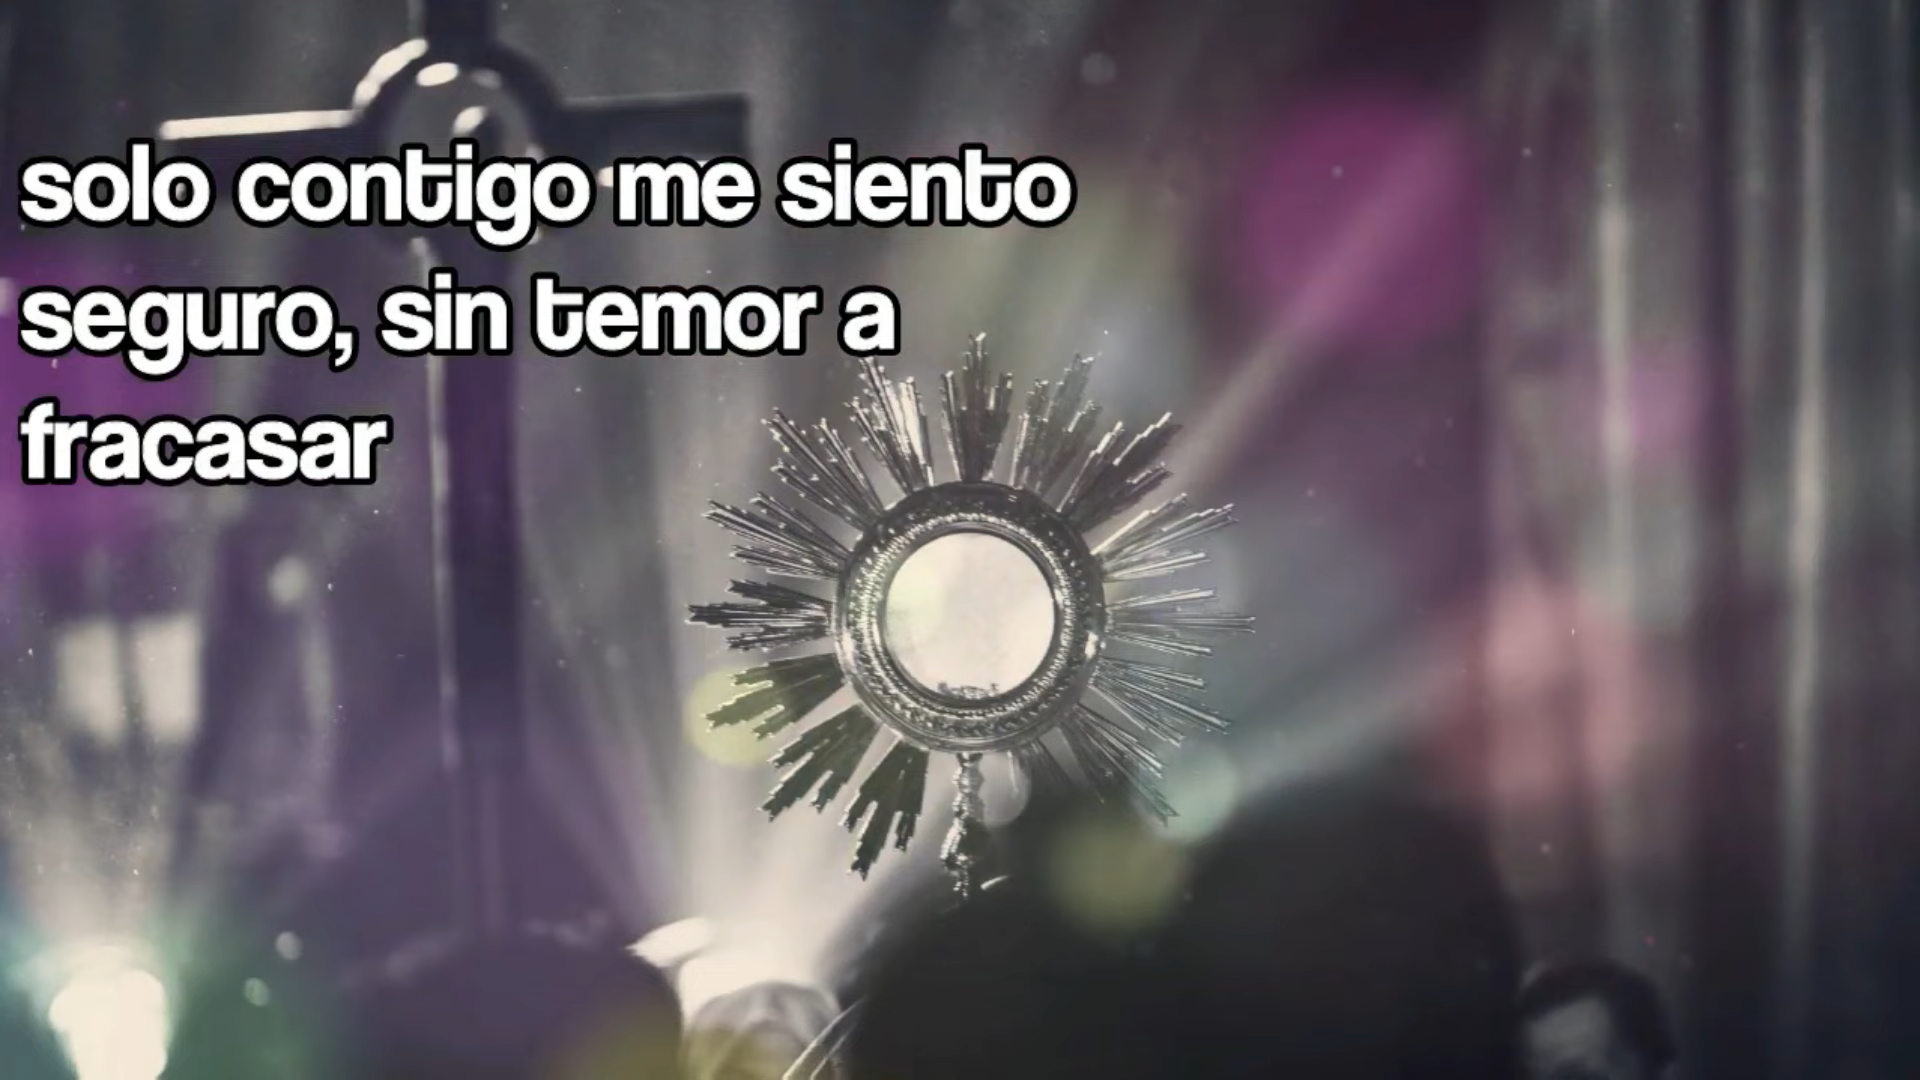 solo contigo me siento
seguro, sin temor a
fracasar